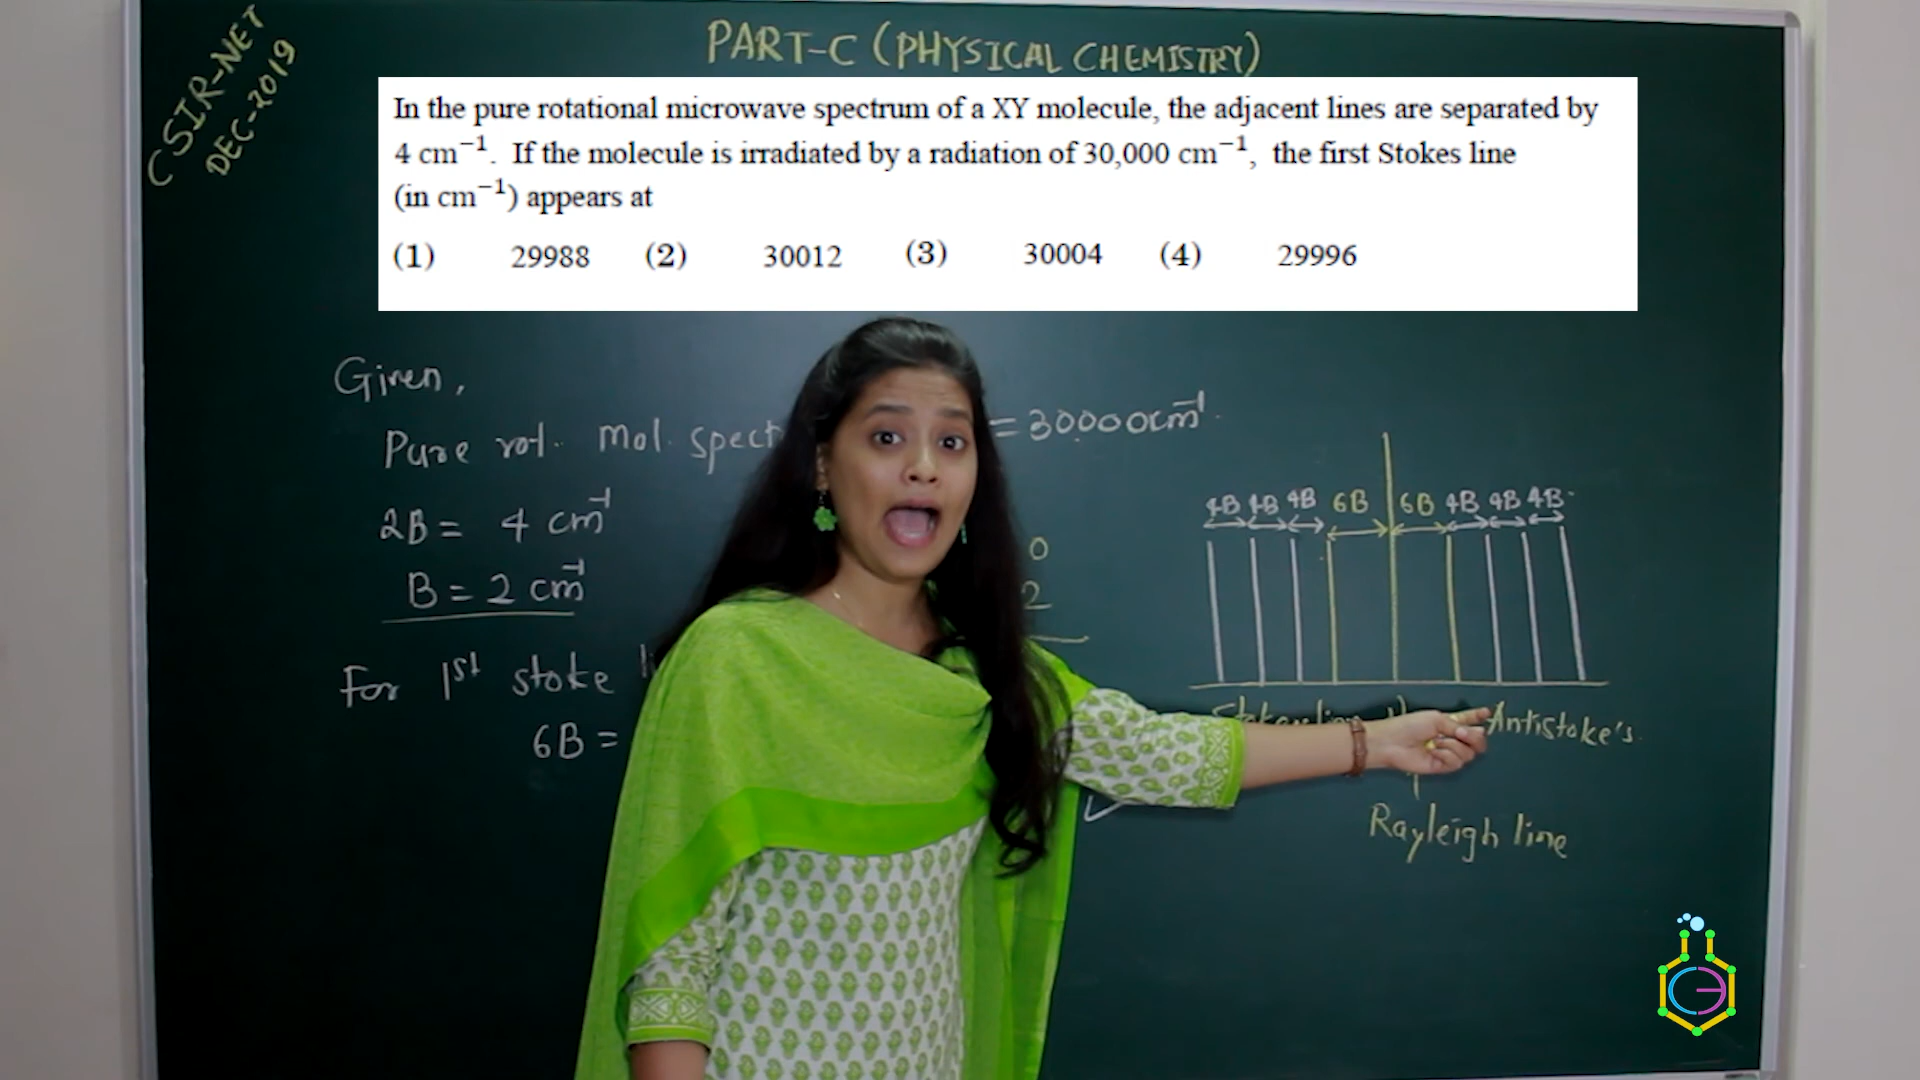 CSIR-NET
DEC-2019
PART-C (PHYSICAL CHEMISTRY)
In the pure rotational microwave spectrum of a XY molecule, the adjacent lines are separated by
4 cm⁻¹. If the molecule is irradiated by a radiation of 30,000 cm⁻¹, the first Stokes line
(in cm⁻¹) appears at
(1) 29988 (2) 30012 (3) 30004 (4) 29996
Given,
Pure rot. mol. spect = 30000cm⁻¹.
2B = 4 cm⁻¹
B = 2 cm⁻¹
0
2
For 1st stoke
6B =
4B 4B 4B 6B 6B 4B 4B 4B
Antistoke's
Rayleigh line